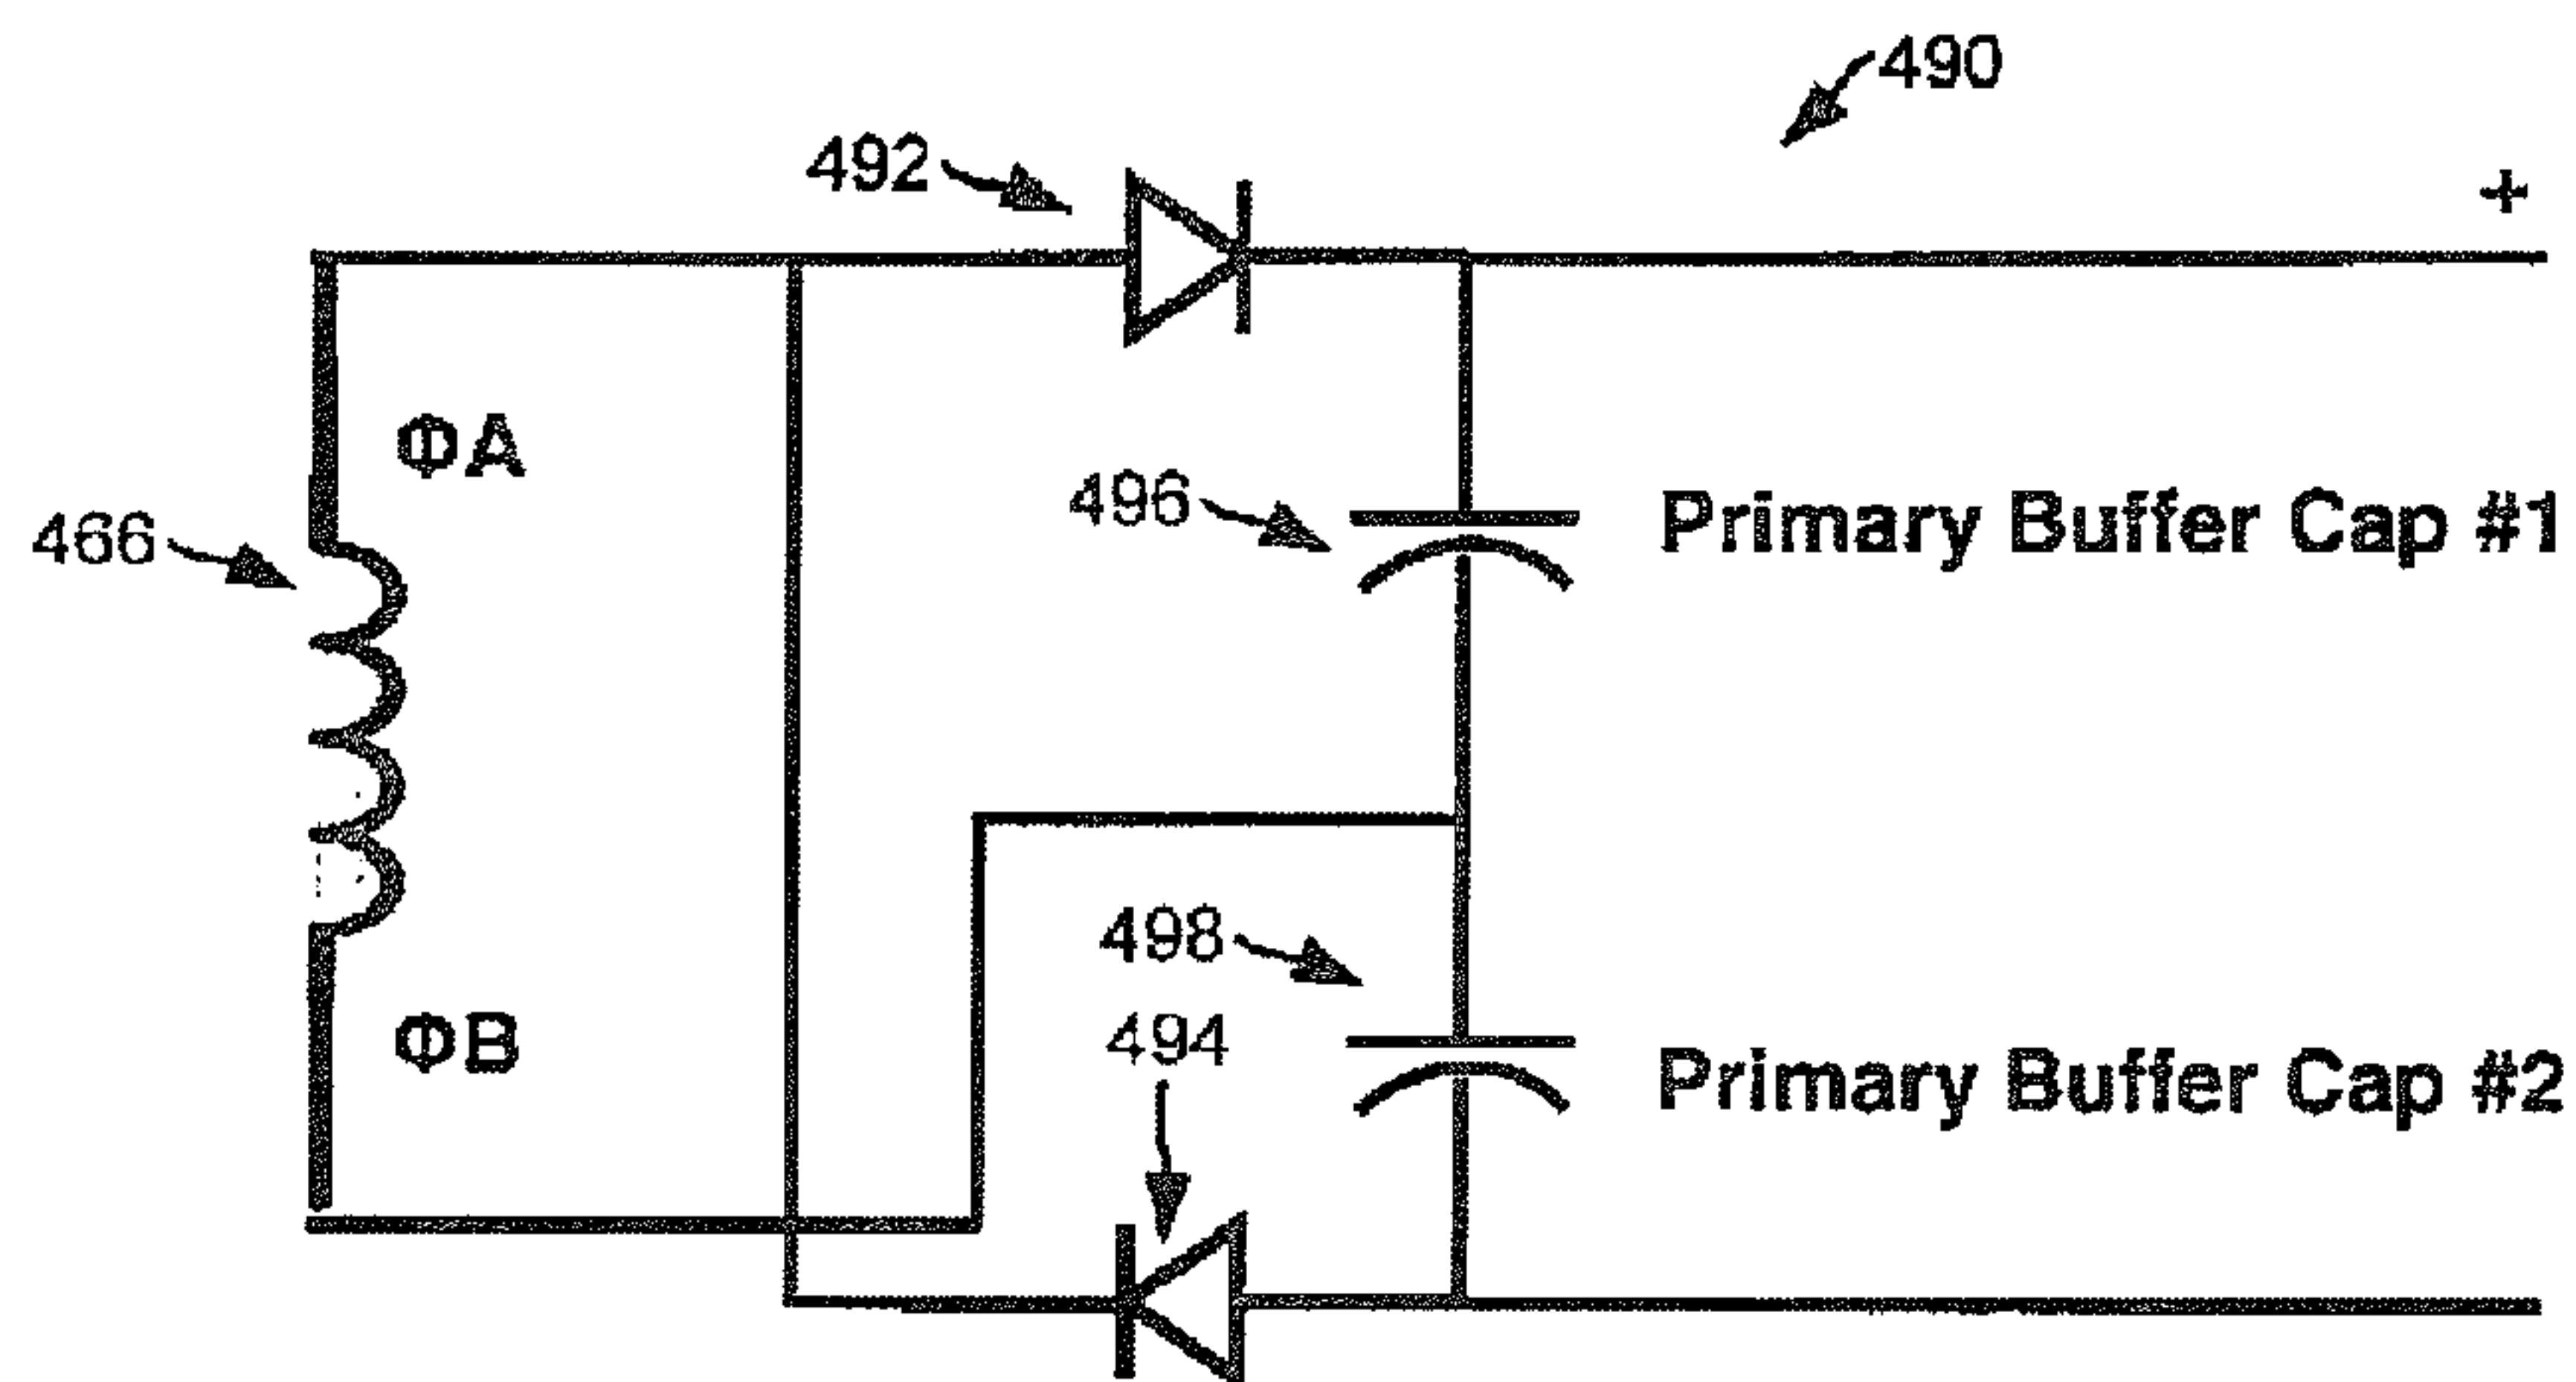 490
492
+
ΦA
496
Primary Buffer Cap #1
466
498
494
ΦB
Primary Buffer Cap #2